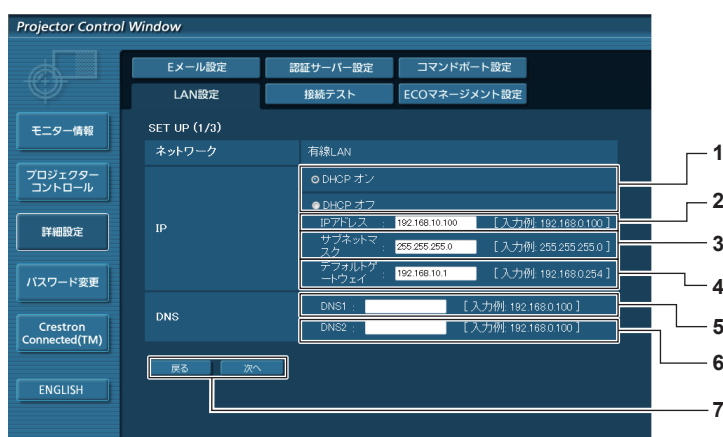 Projector Control Window
Eメール設定 認証サーバー設定 コマンドポート設定
LAN設定 接続テスト ECOマネージメント設定
モニター情報
プロジェクター
コントロール
詳細設定
パスワード変更
Crestron
Connected(TM)
ENGLISH
SET UP (1/3)
ネットワーク 有線LAN
IP
DHCP オン
DHCP オフ
IPアドレス : 192.168.10.100 [入力例: 192.168.0.100 ]
サブネットマ
スク : 255.255.255.0 [入力例: 255.255.255.0 ]
デフォルトゲ
ートウェイ : 192.168.10.1 [入力例: 192.168.0.254 ]
DNS
DNS1 : [入力例: 192.168.0.100 ]
DNS2 : [入力例: 192.168.0.100 ]
戻る 次へ
1
2
3
4
5
6
7